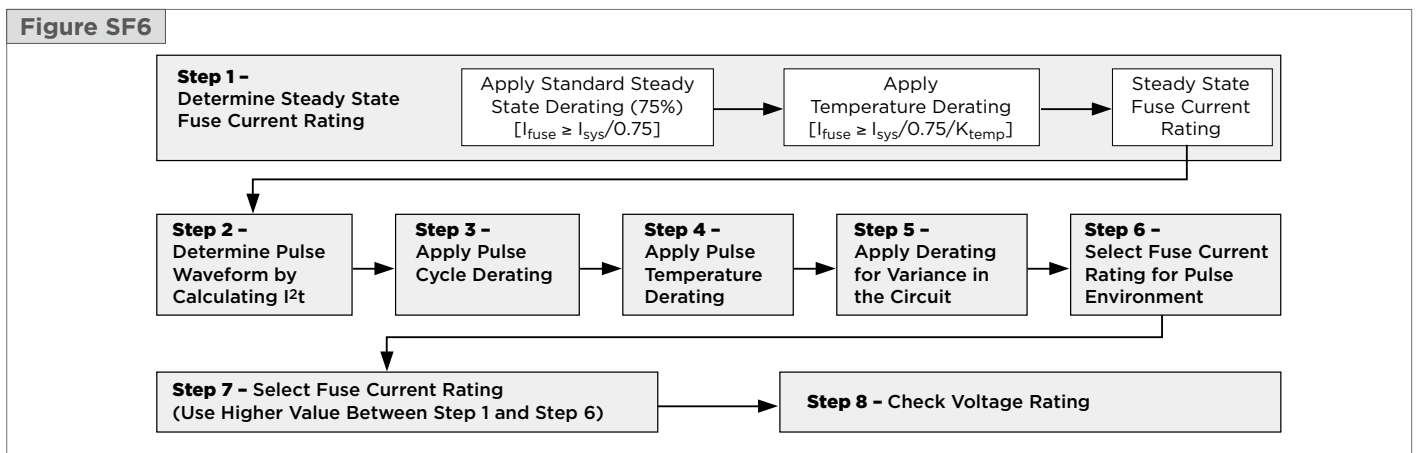 Figure SF6
Step 1 –
Determine Steady State
Fuse Current Rating
Apply Standard Steady
State Derating (75%)
[Ifuse ≥ Isys/0.75]
Apply
Temperature Derating
[Ifuse ≥ Isys/0.75/Ktemp]
Steady State
Fuse Current
Rating
Step 2 –
Determine Pulse
Waveform by
Calculating I²t
Step 3 –
Apply Pulse
Cycle Derating
Step 4 –
Apply Pulse
Temperature
Derating
Step 5 –
Apply Derating
for Variance in
the Circuit
Step 6 –
Select Fuse Current
Rating for Pulse
Environment
Step 7 – Select Fuse Current Rating
(Use Higher Value Between Step 1 and Step 6)
Step 8 – Check Voltage Rating